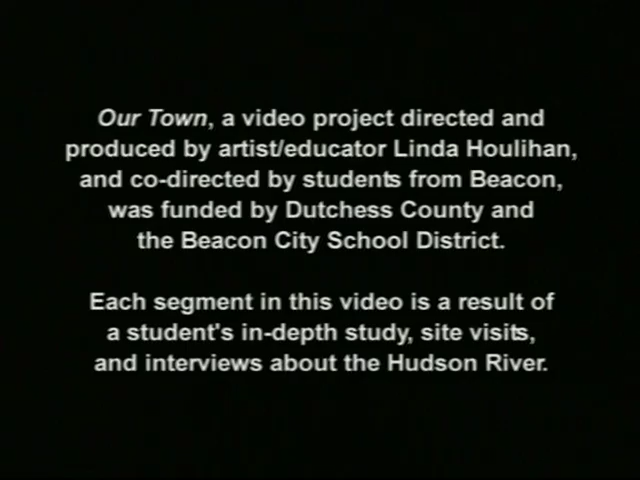 Our Town, a video project directed and
produced by artist/educator Linda Houlihan,
and co-directed by students from Beacon,
was funded by Dutchess County and
the Beacon City School District.
Each segment in this video is a result of
a student's in-depth study, site visits,
and interviews about the Hudson River.